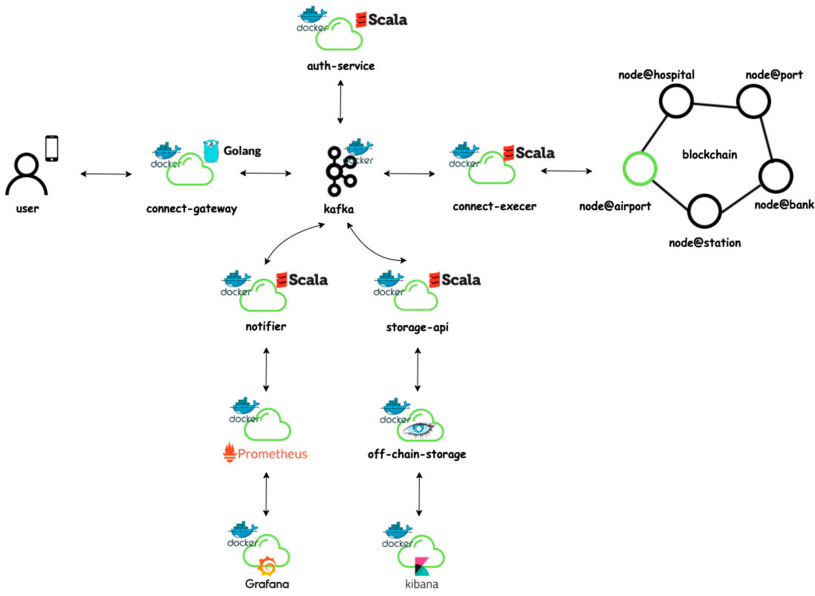 docker
Scala
auth-service
node@hospital
node@port
docker
Golang
docker
docker
Scala
blockchain
user
connect-gateway
kafka
connect-execer
node@airport
node@bank
node@station
docker
Scala
docker
Scala
notifier
storage-api
docker
docker
Prometheus
off-chain-storage
docker
docker
Grafana
kibana